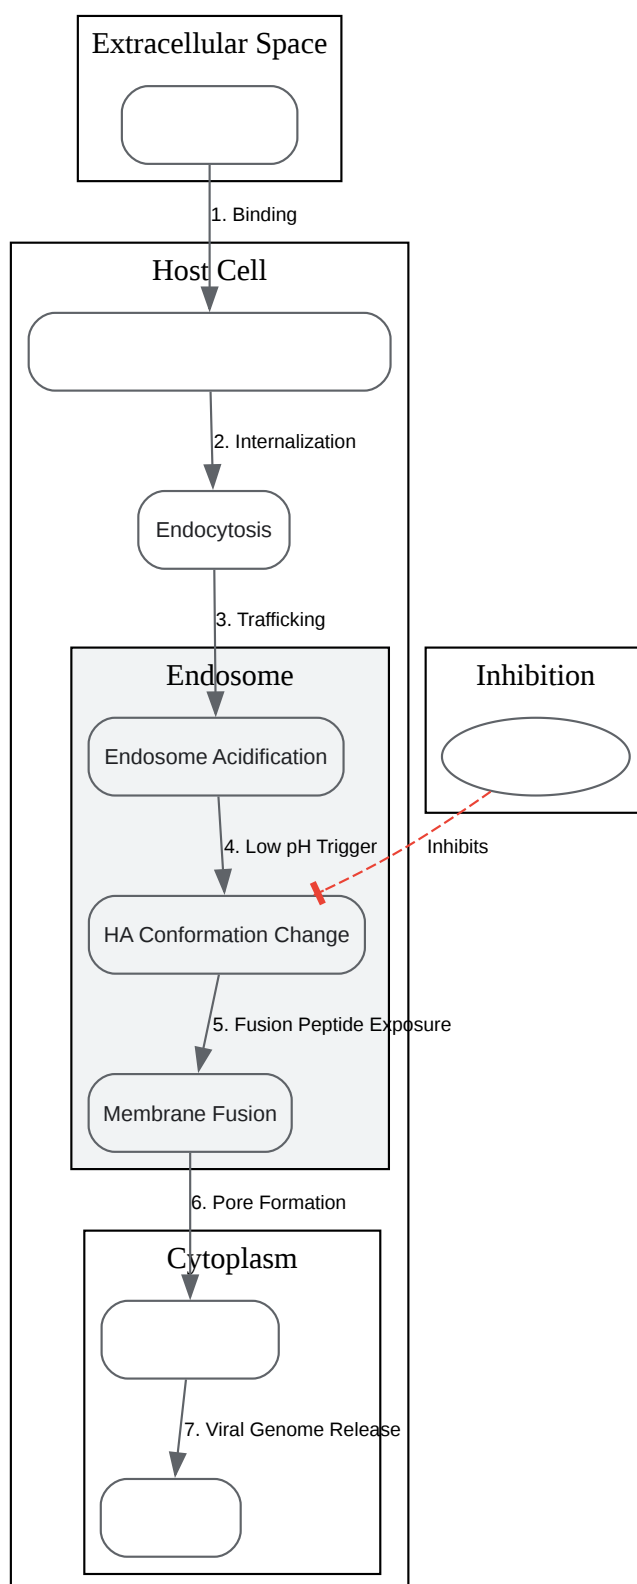 Extracellular Space
1. Binding
Host Cell
2. Internalization
Endocytosis
3. Trafficking
Endosome
Inhibition
Endosome Acidification
4. Low pH Trigger
Inhibits
HA Conformation Change
5. Fusion Peptide Exposure
Membrane Fusion
6. Pore Formation
Cytoplasm
7. Viral Genome Release